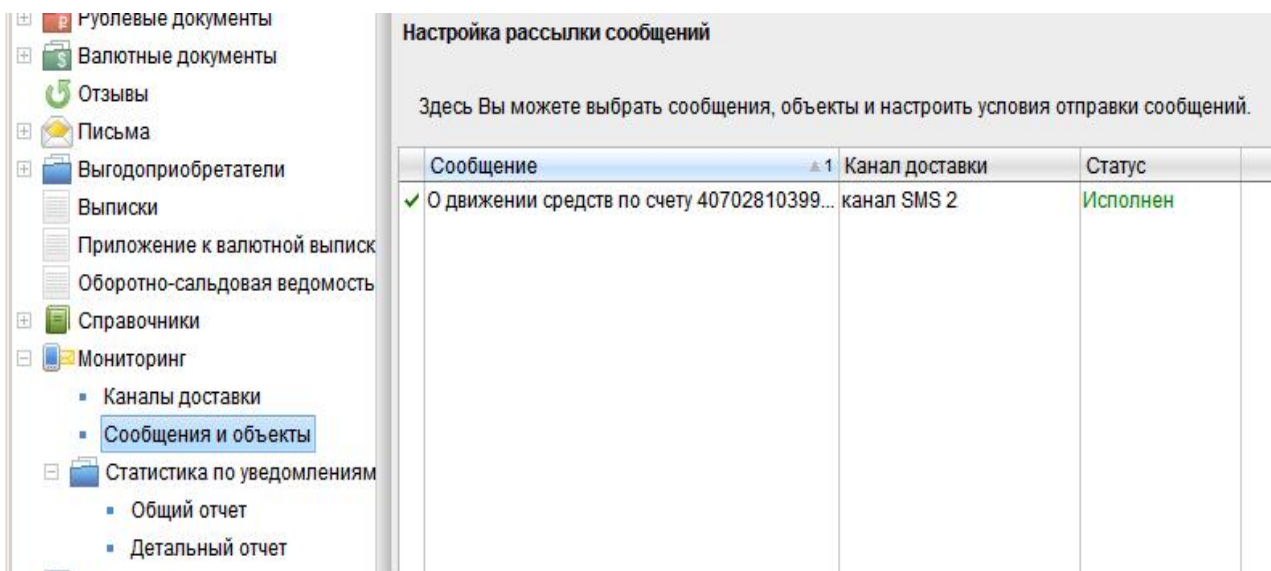 Рублевые документы
Валютные документы
Отзывы
Письма
Выгодоприобретатели
Выписки
Приложение к валютной выписк
Оборотно-сальдовая ведомость
Справочники
Мониторинг
Каналы доставки
Сообщения и объекты
Статистика по уведомлениям
Общий отчет
Детальный отчет
Настройка рассылки сообщений
Здесь Вы можете выбрать сообщения, объекты и настроить условия отправки сообщений.
Сообщение 1 Канал доставки Статус
О движении средств по счету 40702810399... канал SMS 2 Исполнен